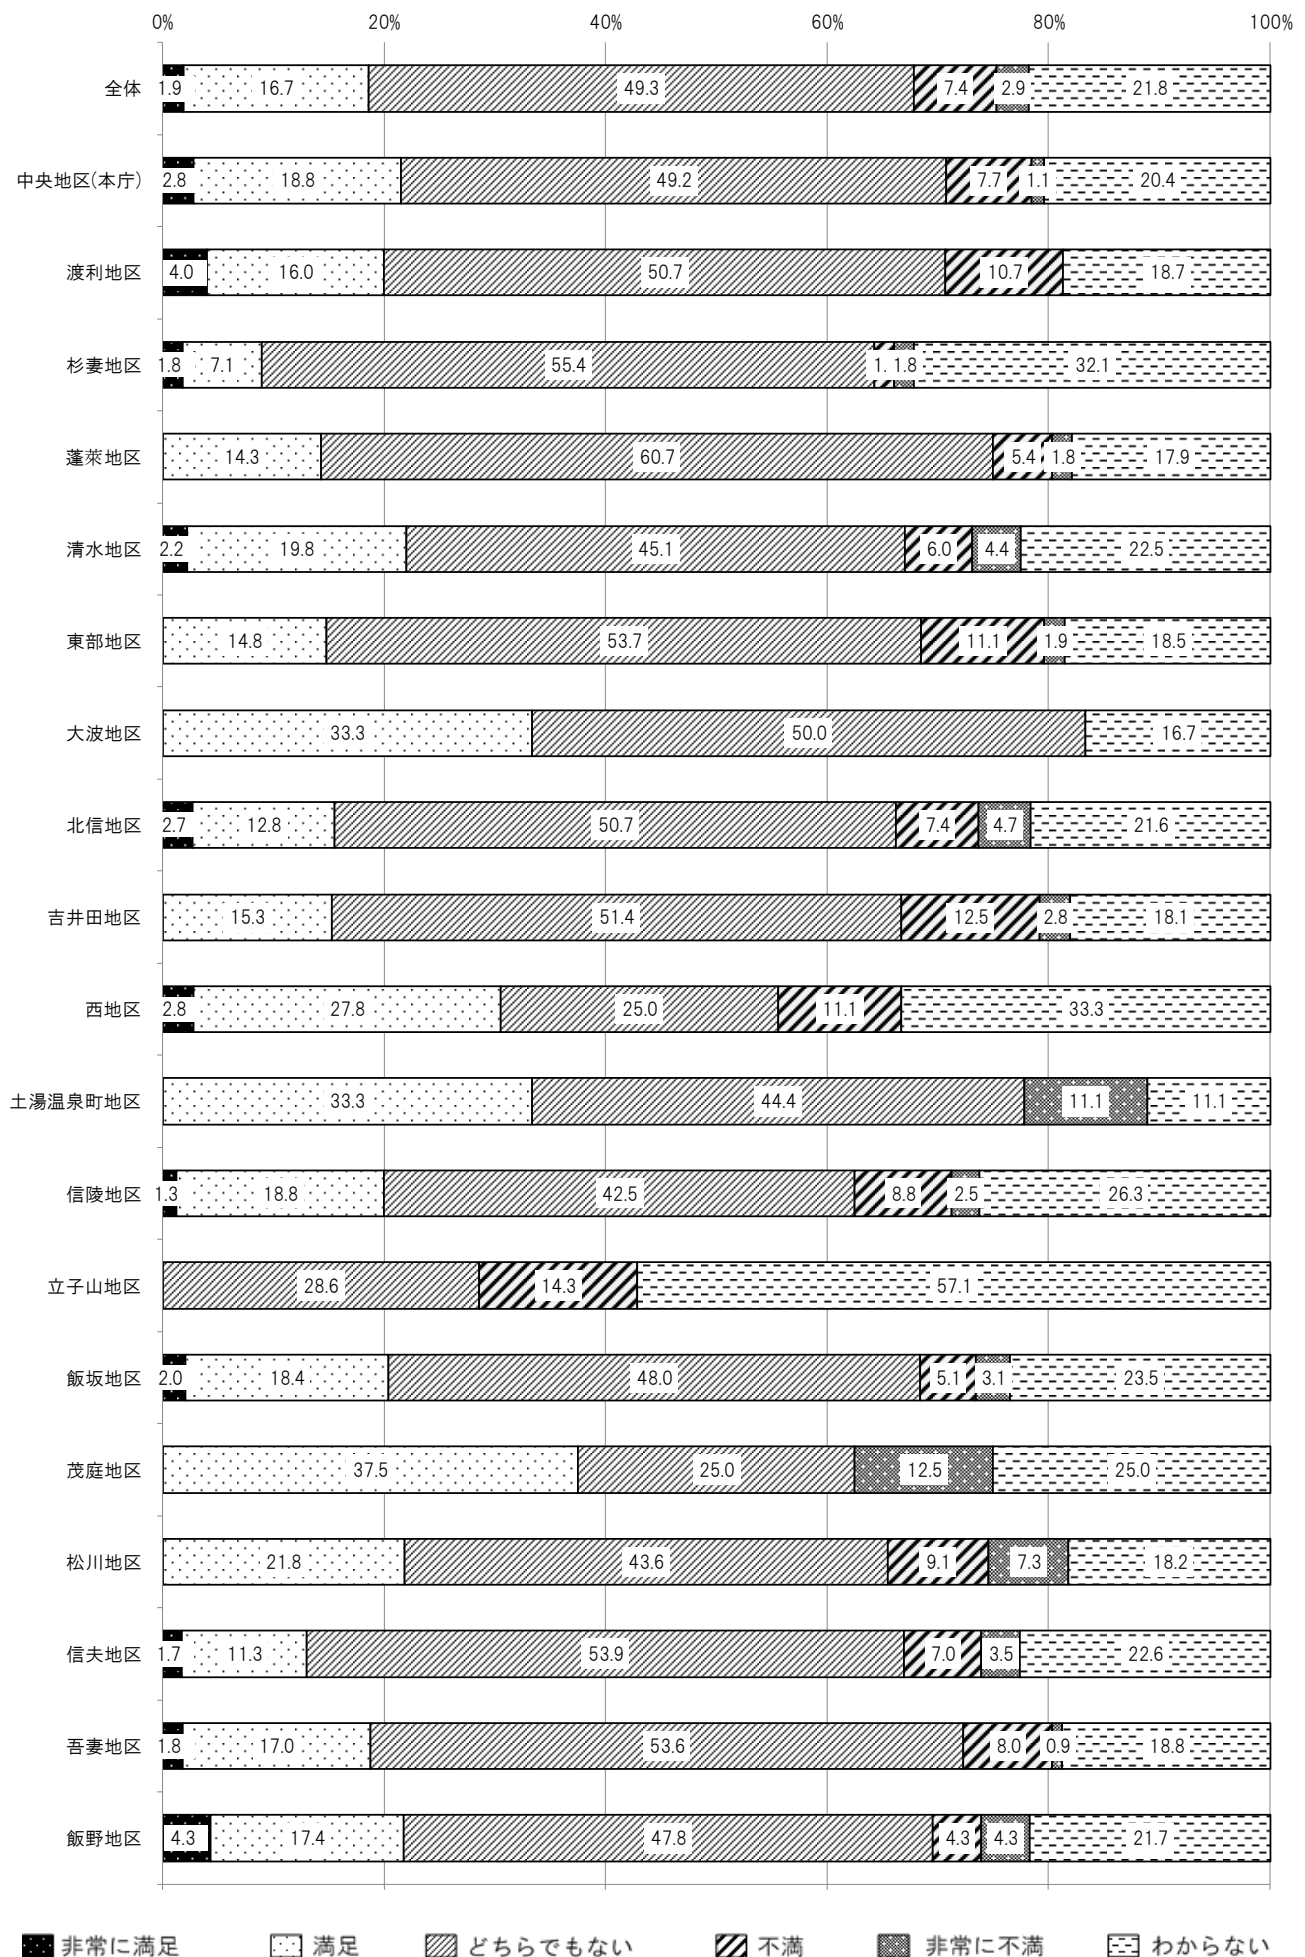 0% 20% 40% 60% 80% 100%
全体 1.9 16.7 49.3 7.4 2.9 21.8
中央地区(本庁) 2.8 18.8 49.2 7.7 1.1 20.4
渡利地区 4.0 16.0 50.7 10.7 18.7
杉妻地区 1.8 7.1 55.4 1. 1.8 32.1
蓬莱地区 14.3 60.7 5.4 1.8 17.9
清水地区 2.2 19.8 45.1 6.0 4.4 22.5
東部地区 14.8 53.7 11.1 1.9 18.5
大波地区 33.3 50.0 16.7
北信地区 2.7 12.8 50.7 7.4 4.7 21.6
吉井田地区 15.3 51.4 12.5 2.8 18.1
西地区 2.8 27.8 25.0 11.1 33.3
土湯温泉町地区 33.3 44.4 11.1 11.1
信陵地区 1.3 18.8 42.5 8.8 2.5 26.3
立子山地区 28.6 14.3 57.1
飯坂地区 2.0 18.4 48.0 5.1 3.1 23.5
茂庭地区 37.5 25.0 12.5 25.0
松川地区 21.8 43.6 9.1 7.3 18.2
信夫地区 1.7 11.3 53.9 7.0 3.5 22.6
吾妻地区 1.8 17.0 53.6 8.0 0.9 18.8
飯野地区 4.3 17.4 47.8 4.3 4.3 21.7
非常に満足 満足 どちらでもない 不満 非常に不満 わからない